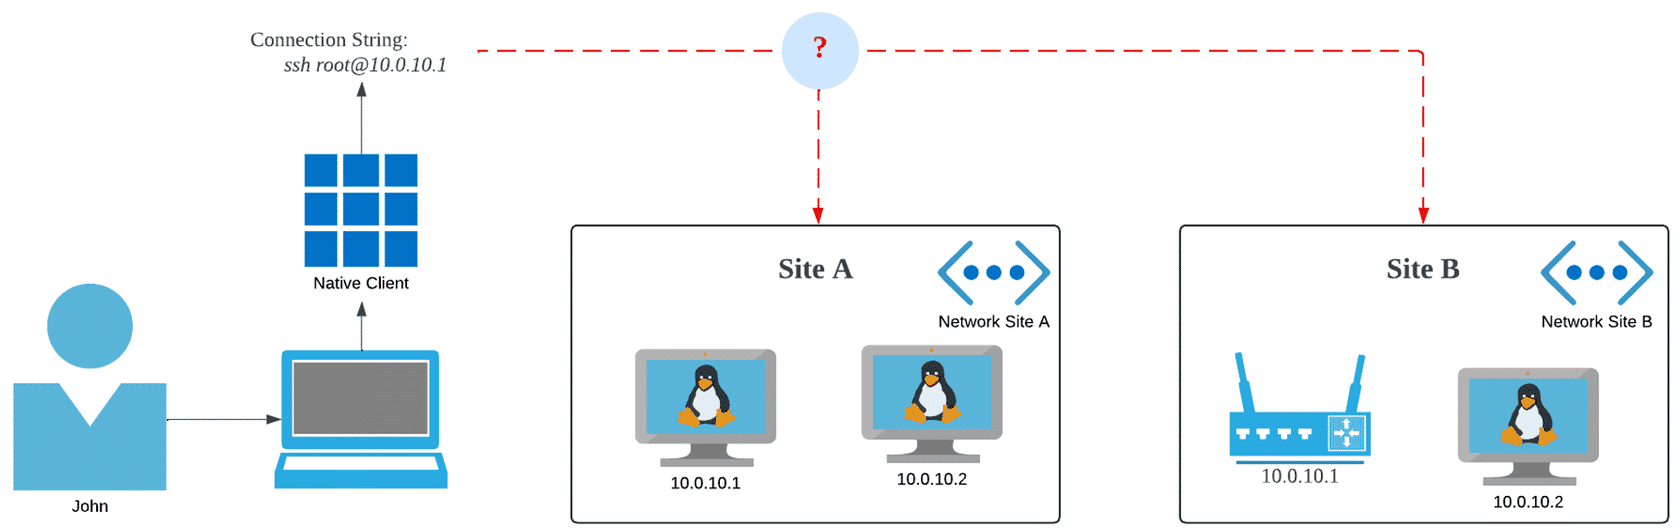 Connection String:
ssh root@10.0.10.1
?
Native Client
John
Site A
Network Site A
10.0.10.1
10.0.10.2
Site B
Network Site B
10.0.10.1
10.0.10.2